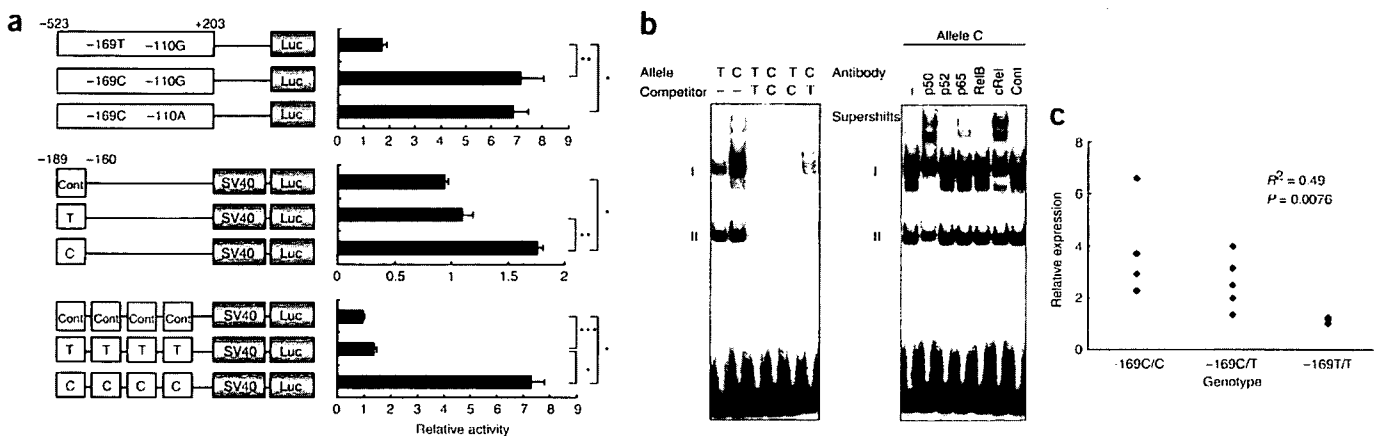 a
−523 +203
−169T −110G Luc
−169C −110G Luc
−169C −110A Luc
** *
0 1 2 3 4 5 6 7 8 9
−189 −160
Cont SV40 Luc
T SV40 Luc
C SV40 Luc
** *
0 0.5 1 1.5 2
Cont Cont Cont Cont SV40 Luc
T T T T SV40 Luc
C C C C SV40 Luc
*** * *
0 1 2 3 4 5 6 7 8 9
Relative activity
b
Allele T C T C T C
Competitor – – T C C T
I
II
Allele C
Antibody – p50 p52 p65 RelB cRel Cont
Supershifts
I
II
c
8
6
4
2
0
Relative expression
R² = 0.49
P = 0.0076
-169C/C −169C/T −169T/T
Genotype